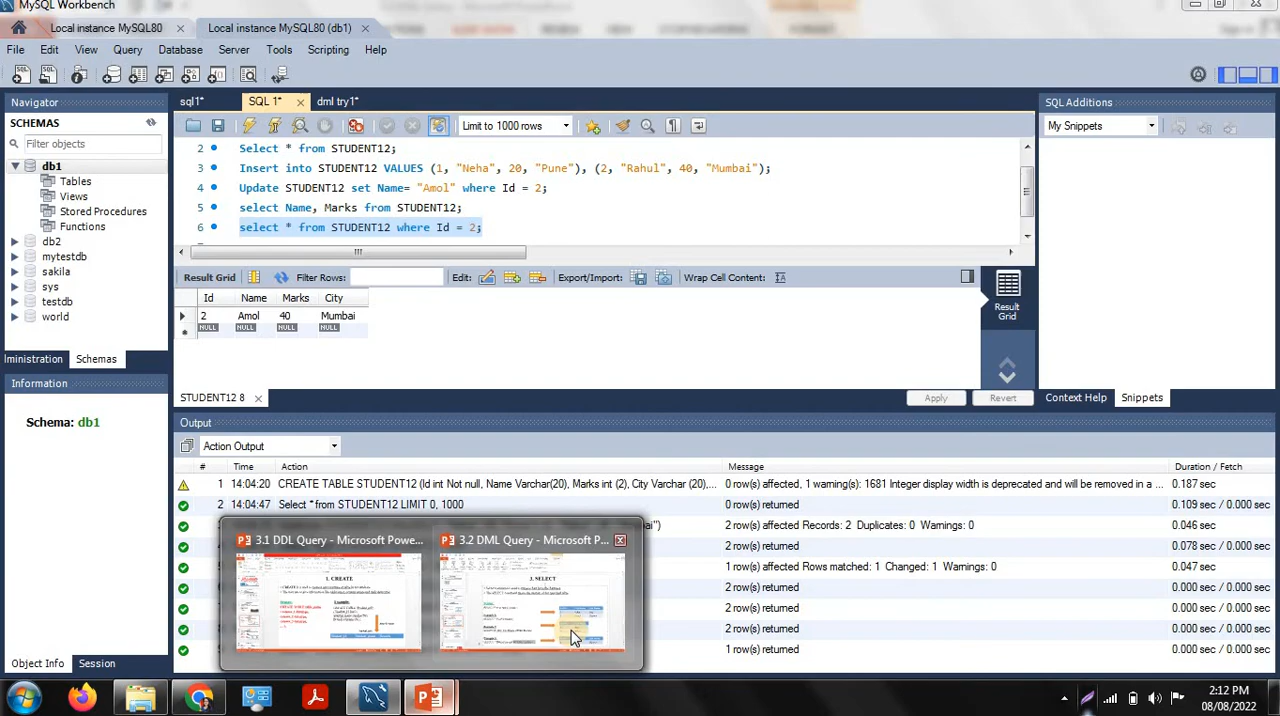 MySQL Workbench
Local instance MySQL80
Local instance MySQL80 (db1)
File Edit View Query Database Server Tools Scripting Help
Navigator
SCHEMAS
Filter objects
db1
Tables
Views
Stored Procedures
Functions
db2
mytestdb
sakila
sys
testdb
world
ministration Schemas
Information
Schema: db1
Object Info Session
sql1* SQL 1* dml try1*
Limit to 1000 rows
2 Select * from STUDENT12;
3 Insert into STUDENT12 VALUES (1, "Neha", 20, "Pune"), (2, "Rahul", 40, "Mumbai");
4 Update STUDENT12 set Name= "Amol" where Id = 2;
5 select Name, Marks from STUDENT12;
6 select * from STUDENT12 where Id = 2;
Result Grid Filter Rows: Edit: Export/Import: Wrap Cell Content:
Id Name Marks City
2 Amol 40 Mumbai
NULL NULL NULL NULL
Result
Grid
STUDENT12 8
Apply Revert
SQL Additions
My Snippets
Context Help Snippets
Output
Action Output
# Time Action Message Duration / Fetch
1 14:04:20 CREATE TABLE STUDENT12 (Id int Not null, Name Varchar(20), Marks int (2), City Varchar (20),... 0 row(s) affected, 1 warning(s): 1681 Integer display width is deprecated and will be removed in a ... 0.187 sec
2 14:04:47 Select * from STUDENT12 LIMIT 0, 1000 0 row(s) returned 0.109 sec / 0.000 sec
2 row(s) affected Records: 2 Duplicates: 0 Warnings: 0 0.046 sec
2 row(s) returned 0.078 sec / 0.000 sec
1 row(s) affected Rows matched: 1 Changed: 1 Warnings: 0 0.047 sec
2 row(s) returned 0.000 sec / 0.000 sec
2 row(s) returned 0.000 sec / 0.000 sec
2 row(s) returned 0.000 sec / 0.000 sec
1 row(s) returned 0.000 sec / 0.000 sec
3.1 DDL Query - Microsoft Powe...
3.2 DML Query - Microsoft P...
1. CREATE
3. SELECT
2:12 PM
08/08/2022